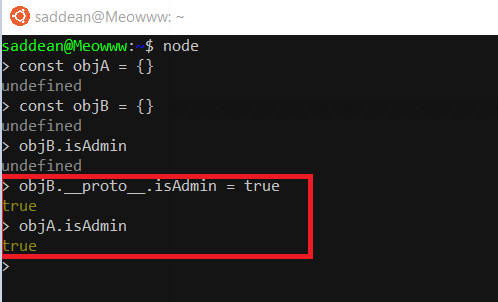 saddean@Meowww: ~
saddean@Meowww:~$ node
> const objA = {}
undefined
> const objB = {}
undefined
> objB.isAdmin
undefined
> objB.__proto__.isAdmin = true
true
> objA.isAdmin
true
>